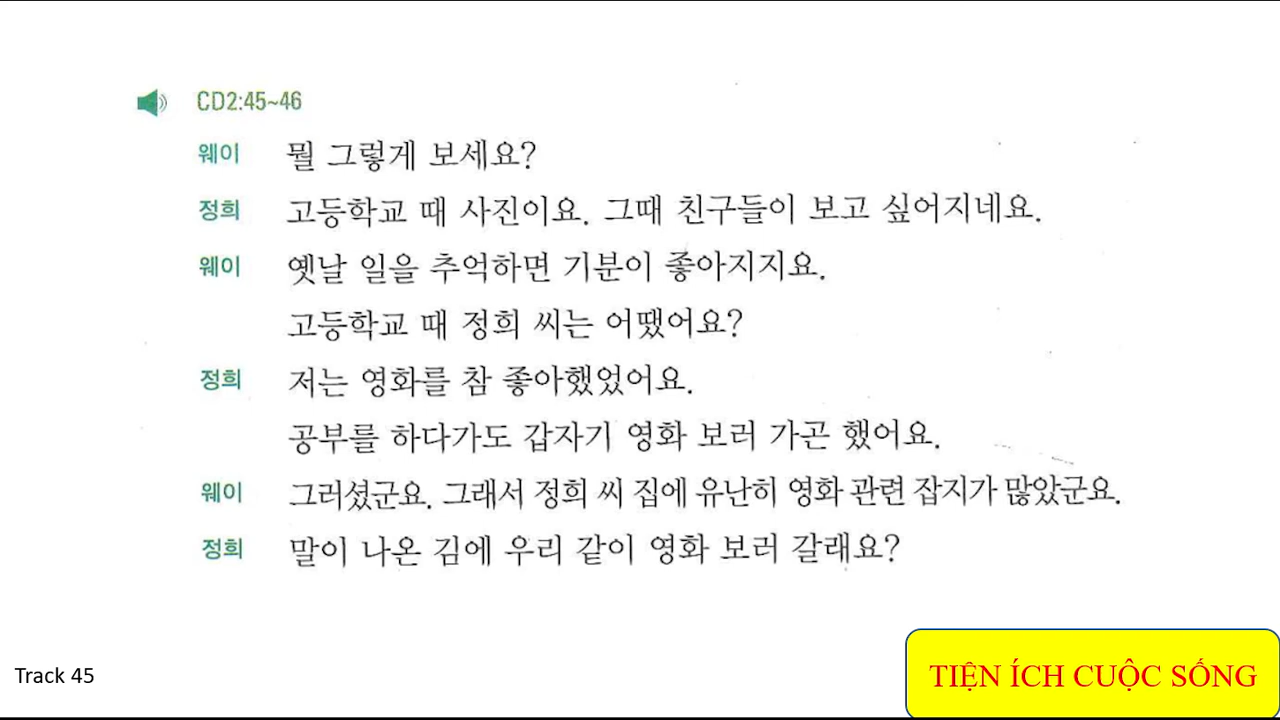 CD2:45~46
웨이 뭘 그렇게 보세요?
정희 고등학교 때 사진이요. 그때 친구들이 보고 싶어지네요.
웨이 옛날 일을 추억하면 기분이 좋아지지요.
고등학교 때 정희 씨는 어땠어요?
정희 저는 영화를 참 좋아했었어요.
공부를 하다가도 갑자기 영화 보러 가곤 했어요.
웨이 그러셨군요. 그래서 정희 씨 집에 유난히 영화 관련 잡지가 많았군요.
정희 말이 나온 김에 우리 같이 영화 보러 갈래요?
Track 45
TIỆN ÍCH CUỘC SỐNG